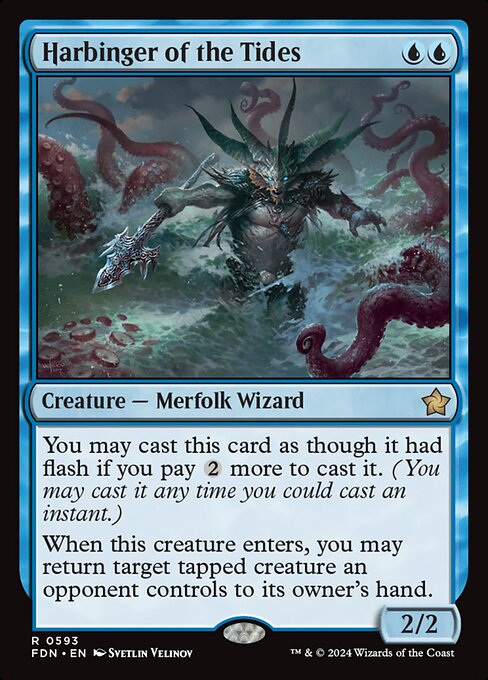 Harbinger of the Tides
Creature — Merfolk Wizard
You may cast this card as though it had
flash if you pay 2 more to cast it. (You
may cast it any time you could cast an
instant.)
When this creature enters, you may
return target tapped creature an
opponent controls to its owner's hand.
2/2
R 0593
FDN • EN Svetlin Velinov
™ & © 2024 Wizards of the Coast